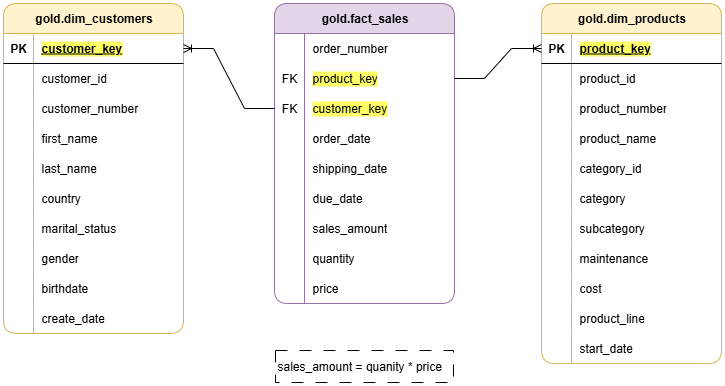 gold.dim_customers
PK customer_key
customer_id
customer_number
first_name
last_name
country
marital_status
gender
birthdate
create_date
gold.fact_sales
order_number
FK product_key
FK customer_key
order_date
shipping_date
due_date
sales_amount
quantity
price
sales_amount = quanity * price
gold.dim_products
PK product_key
product_id
product_number
product_name
category_id
category
subcategory
maintenance
cost
product_line
start_date